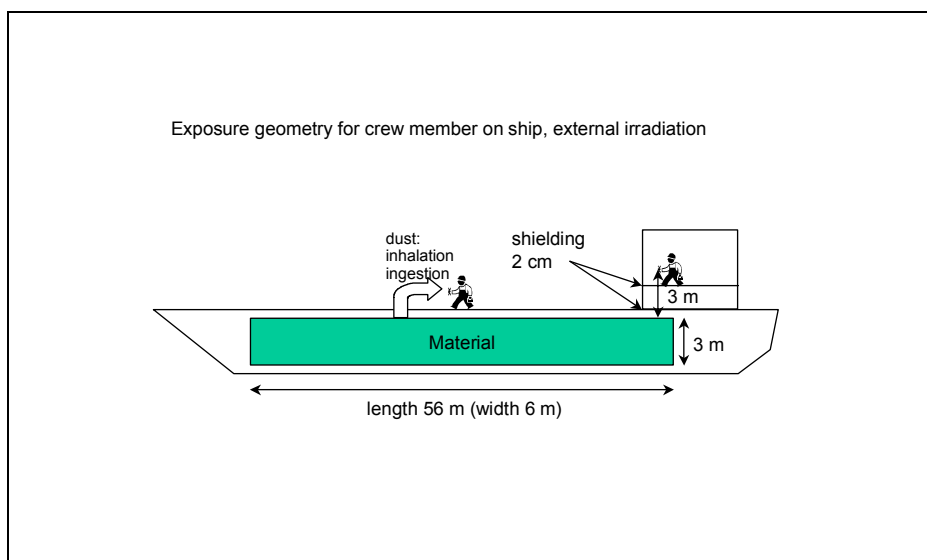 Exposure geometry for crew member on ship, external irradiation
dust:
inhalation
ingestion
shielding
2 cm
3 m
Material
3 m
length 56 m (width 6 m)